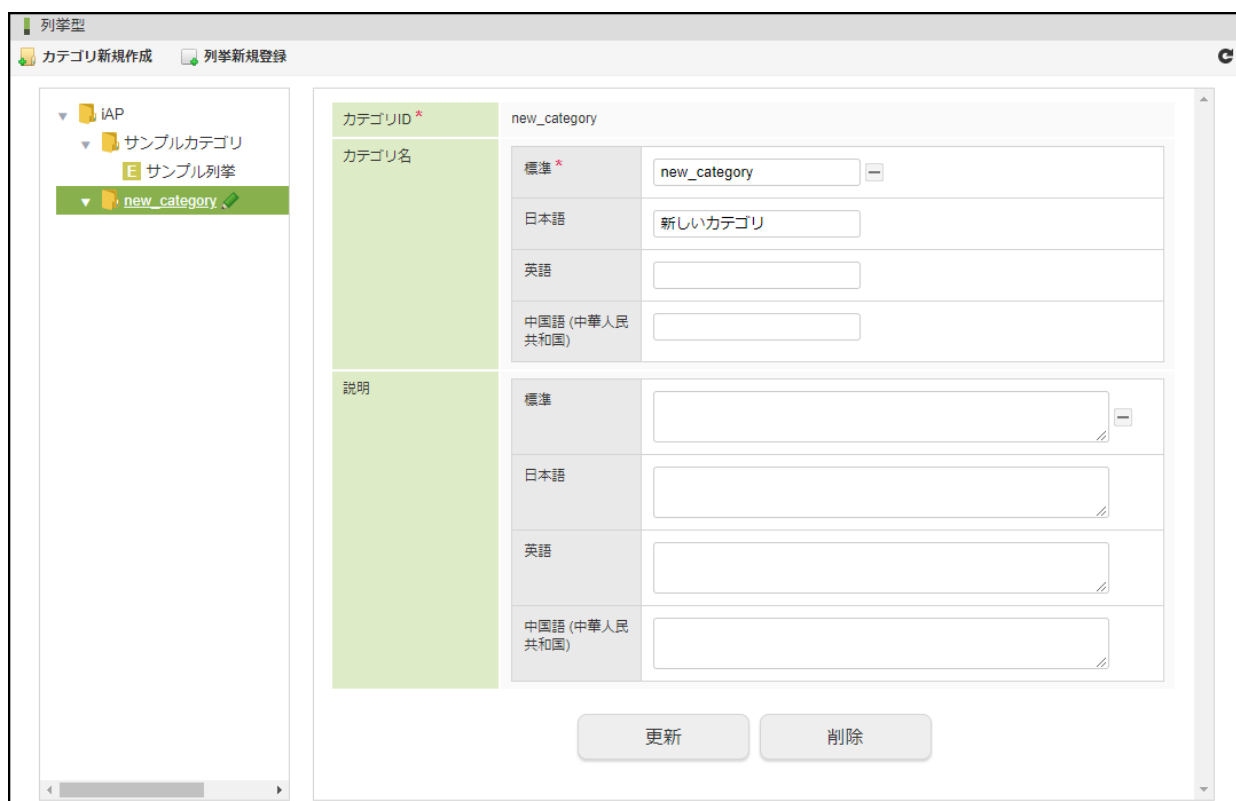 列挙型
カテゴリ新規作成 列挙新規登録
iAP
サンプルカテゴリ
E サンプル列挙
new_category
カテゴリID * new_category
カテゴリ名
標準 * new_category
日本語 新しいカテゴリ
英語
中国語 (中華人民
共和国)
説明
標準
日本語
英語
中国語 (中華人民
共和国)
更新 削除